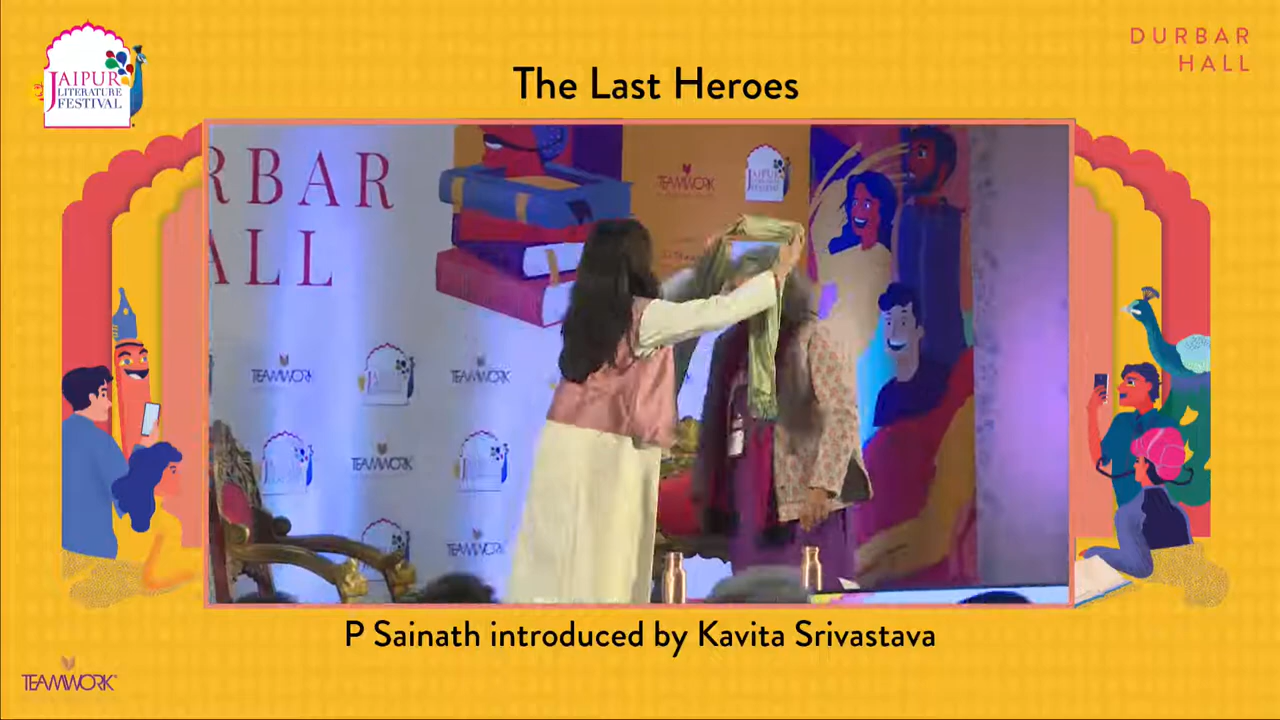 DURBAR
HALL
JAIPUR
LITERATURE
FESTIVAL
The Last Heroes
RBAR
ALL
TEAMWORK
JAIPUR
TEAMWORK
TEAMWORK
TEAMWORK
TEAMWORK
P Sainath introduced by Kavita Srivastava
TEAMWORK